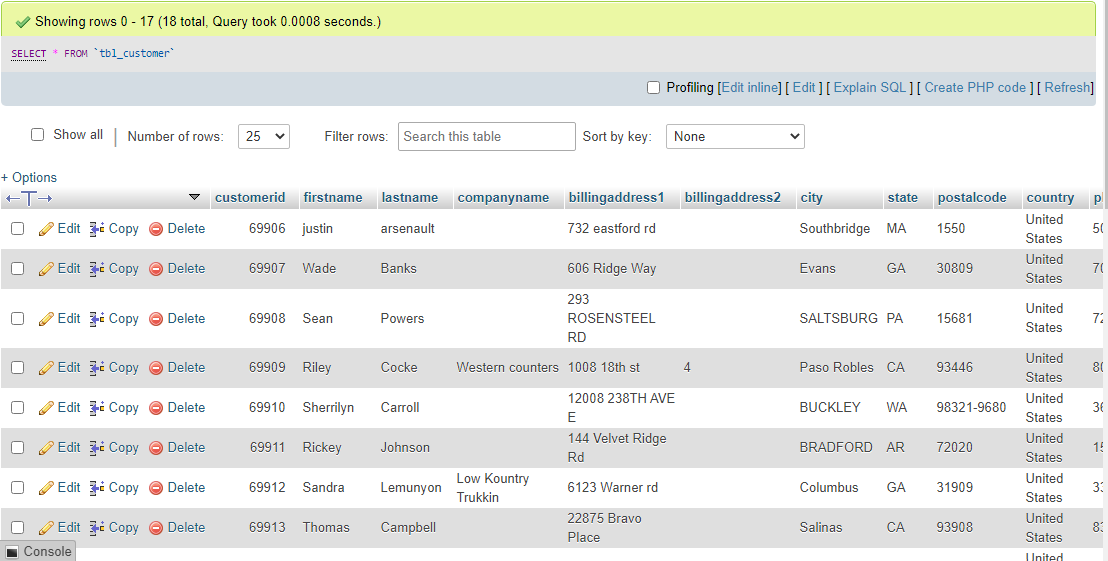 Showing rows 0 - 17 (18 total, Query took 0.0008 seconds.)
SELECT * FROM `tbl_customer`
Profiling [Edit inline] [ Edit ] [ Explain SQL ] [ Create PHP code ] [ Refresh]
Show all | Number of rows: 25 Filter rows: Search this table Sort by key: None
+ Options
←T→ customerid firstname lastname companyname billingaddress1 billingaddress2 city state postalcode country
Edit Copy Delete 69906 justin arsenault 732 eastford rd Southbridge MA 1550 United States 50
Edit Copy Delete 69907 Wade Banks 606 Ridge Way Evans GA 30809 United States 70
Edit Copy Delete 69908 Sean Powers 293 ROSENSTEEL RD SALTSBURG PA 15681 United States 72
Edit Copy Delete 69909 Riley Cocke Western counters 1008 18th st 4 Paso Robles CA 93446 United States 80
Edit Copy Delete 69910 Sherrilyn Carroll 12008 238TH AVE E BUCKLEY WA 98321-9680 United States 36
Edit Copy Delete 69911 Rickey Johnson 144 Velvet Ridge Rd BRADFORD AR 72020 United States 15
Edit Copy Delete 69912 Sandra Lemunyon Low Kountry Trukkin 6123 Warner rd Columbus GA 31909 United States 33
Edit Copy Delete 69913 Thomas Campbell 22875 Bravo Place Salinas CA 93908 United States 83
Console
United